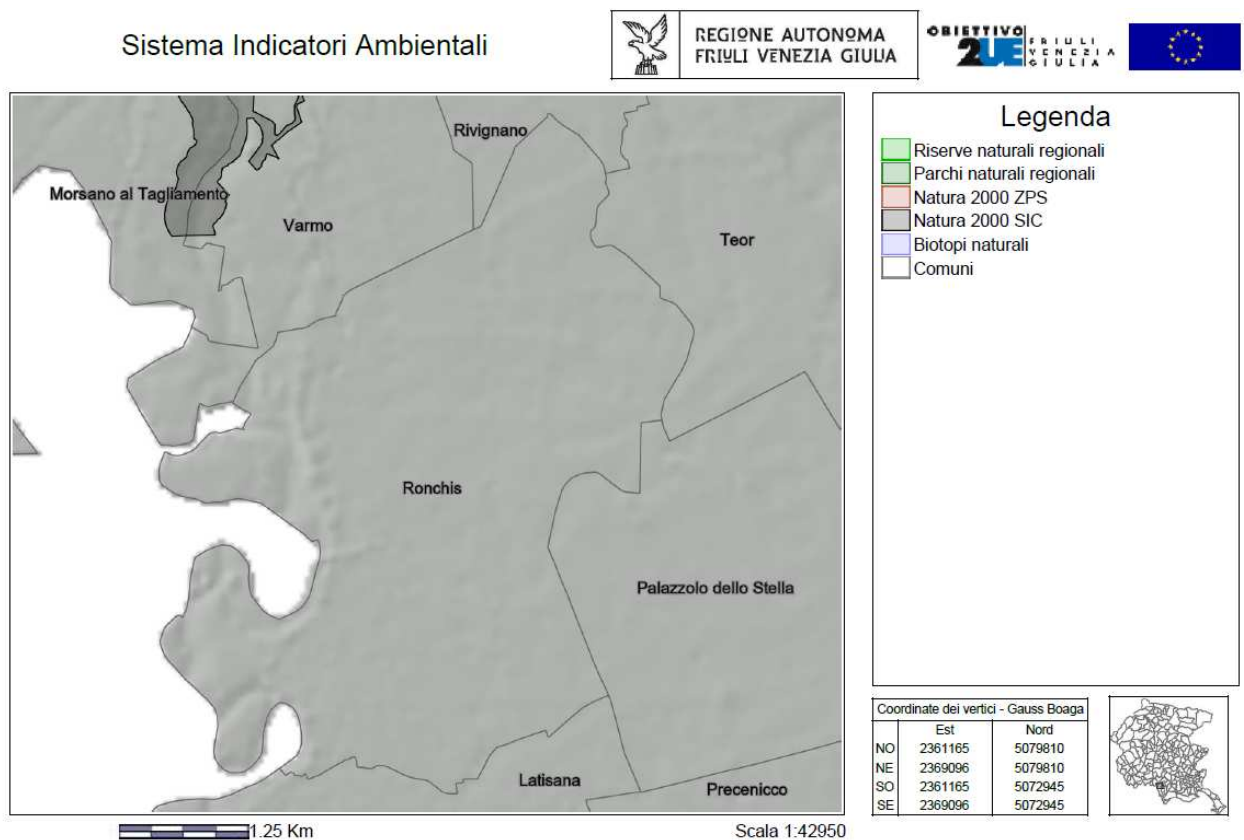 Sistema Indicatori Ambientali
REGIONE AUTONOMA
FRIULI VENEZIA GIULIA
OBIETTIVO
2UE
FRIULI
VENEZIA
GIULIA
Rivignano
Morsano al Tagliamento
Varmo
Teor
Ronchis
Palazzolo dello Stella
Latisana
Precenicco
1.25 Km
Scala 1:42950
Legenda
Riserve naturali regionali
Parchi naturali regionali
Natura 2000 ZPS
Natura 2000 SIC
Biotopi naturali
Comuni
Coordinate dei vertici - Gauss Boaga
Est Nord
NO 2361165 5079810
NE 2369096 5079810
SO 2361165 5072945
SE 2369096 5072945